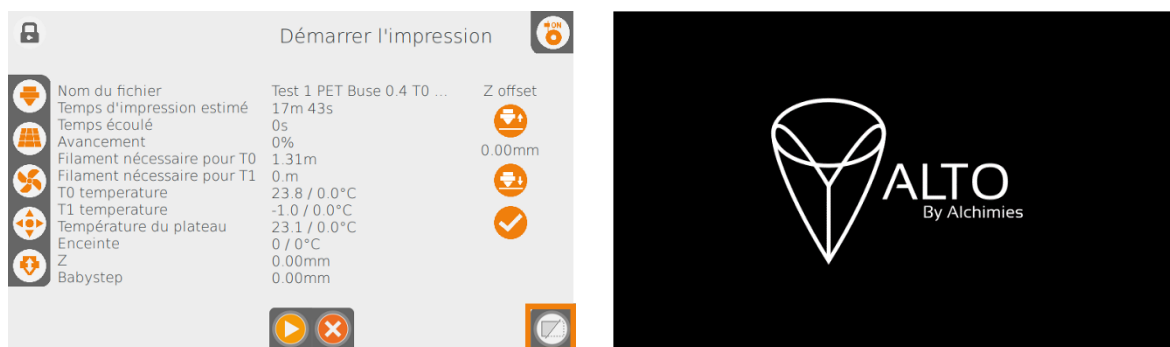 Démarrer l'impression
ON
Nom du fichier Test 1 PET Buse 0.4 T0 ...
Temps d'impression estimé 17m 43s
Temps écoulé 0s
Avancement 0%
Filament nécessaire pour T0 1.31m
Filament nécessaire pour T1 0.m
T0 temperature 23.8 / 0.0°C
T1 temperature -1.0 / 0.0°C
Température du plateau 23.1 / 0.0°C
Enceinte 0 / 0°C
Z 0.00mm
Babystep 0.00mm
Z offset
0.00mm
ALTO
By Alchimies